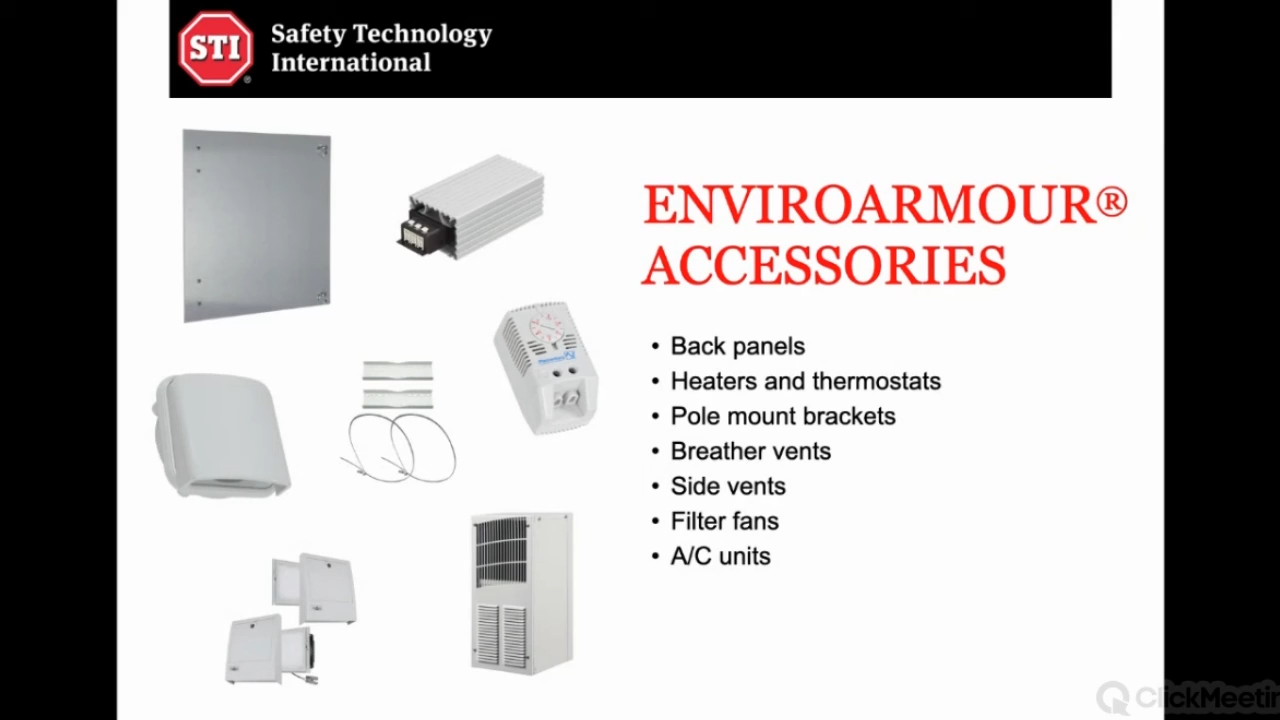 STI
Safety Technology
International
ENVIROARMOUR®
ACCESSORIES
• Back panels
• Heaters and thermostats
• Pole mount brackets
• Breather vents
• Side vents
• Filter fans
• A/C units
ClickMeetin